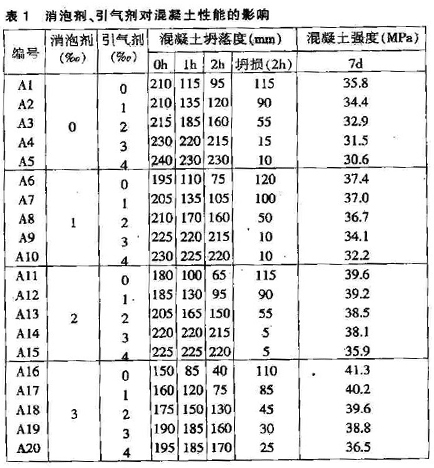 表 1 消泡剂、引气剂对混凝土性能的影响
编号 消泡剂(‰) 引气剂(‰) 混凝土坍落度(mm) 混凝土强度(MPa)
0h 1h 2h 坍损(2h) 7d
A1 0 0 210 115 95 115 35.8
A2 1 210 135 120 90 34.4
A3 2 215 185 160 55 32.9
A4 3 230 220 215 15 31.5
A5 4 240 230 230 10 30.6
A6 1 0 195 110 75 120 37.4
A7 1 205 135 105 100 37.0
A8 2 210 170 160 50 36.7
A9 3 225 220 215 10 34.1
A10 4 230 225 220 10 32.2
A11 2 0 180 100 65 115 39.6
A12 1 185 130 95 90 39.2
A13 2 205 165 150 55 38.5
A14 3 220 220 215 5 38.1
A15 4 225 225 220 5 35.9
A16 3 0 150 85 40 110 41.3
A17 1 160 120 75 85 40.2
A18 2 175 150 130 45 39.6
A19 3 190 185 160 30 38.8
A20 4 195 185 170 25 36.5